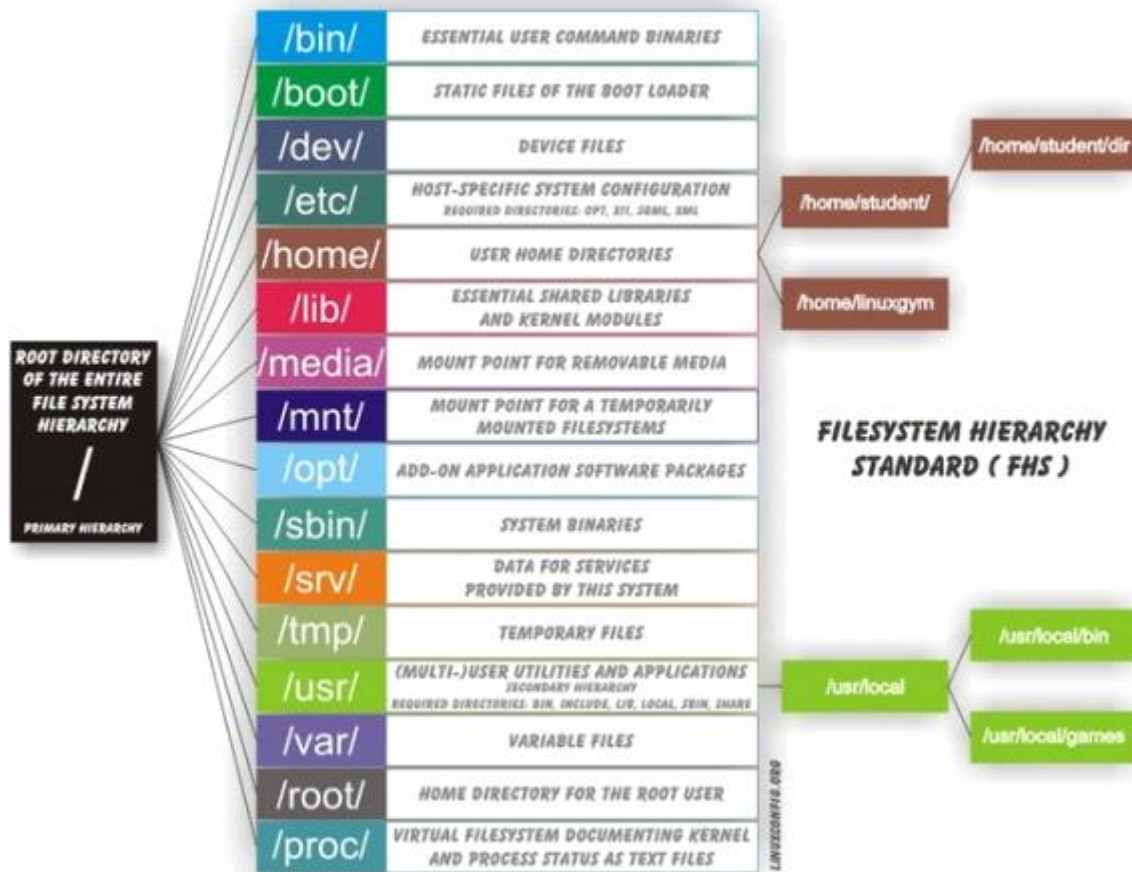 ROOT DIRECTORY
OF THE ENTIRE
FILE SYSTEM
HIERARCHY
/
PRIMARY HIERARCHY
/bin/
ESSENTIAL USER COMMAND BINARIES
/boot/
STATIC FILES OF THE BOOT LOADER
/dev/
DEVICE FILES
/etc/
HOST-SPECIFIC SYSTEM CONFIGURATION
REQUIRED DIRECTORIES: OPT, XII, SGML, XML
/home/
USER HOME DIRECTORIES
/lib/
ESSENTIAL SHARED LIBRARIES
AND KERNEL MODULES
/media/
MOUNT POINT FOR REMOVABLE MEDIA
/mnt/
MOUNT POINT FOR A TEMPORARILY
MOUNTED FILESYSTEMS
/opt/
ADD-ON APPLICATION SOFTWARE PACKAGES
/sbin/
SYSTEM BINARIES
/srv/
DATA FOR SERVICES
PROVIDED BY THIS SYSTEM
/tmp/
TEMPORARY FILES
/usr/
(MULTI-)USER UTILITIES AND APPLICATIONS
SECONDARY HIERARCHY
REQUIRED DIRECTORIES: BIN, INCLUDE, LIB, LOCAL, SBIN, SHARE
/var/
VARIABLE FILES
/root/
HOME DIRECTORY FOR THE ROOT USER
/proc/
VIRTUAL FILESYSTEM DOCUMENTING KERNEL
AND PROCESS STATUS AS TEXT FILES
/home/student/
/home/student/dir
/home/linuxgym
FILESYSTEM HIERARCHY
STANDARD ( FHS )
/usr/local
/usr/local/bin
/usr/local/games
LINUXCONFIG.ORG